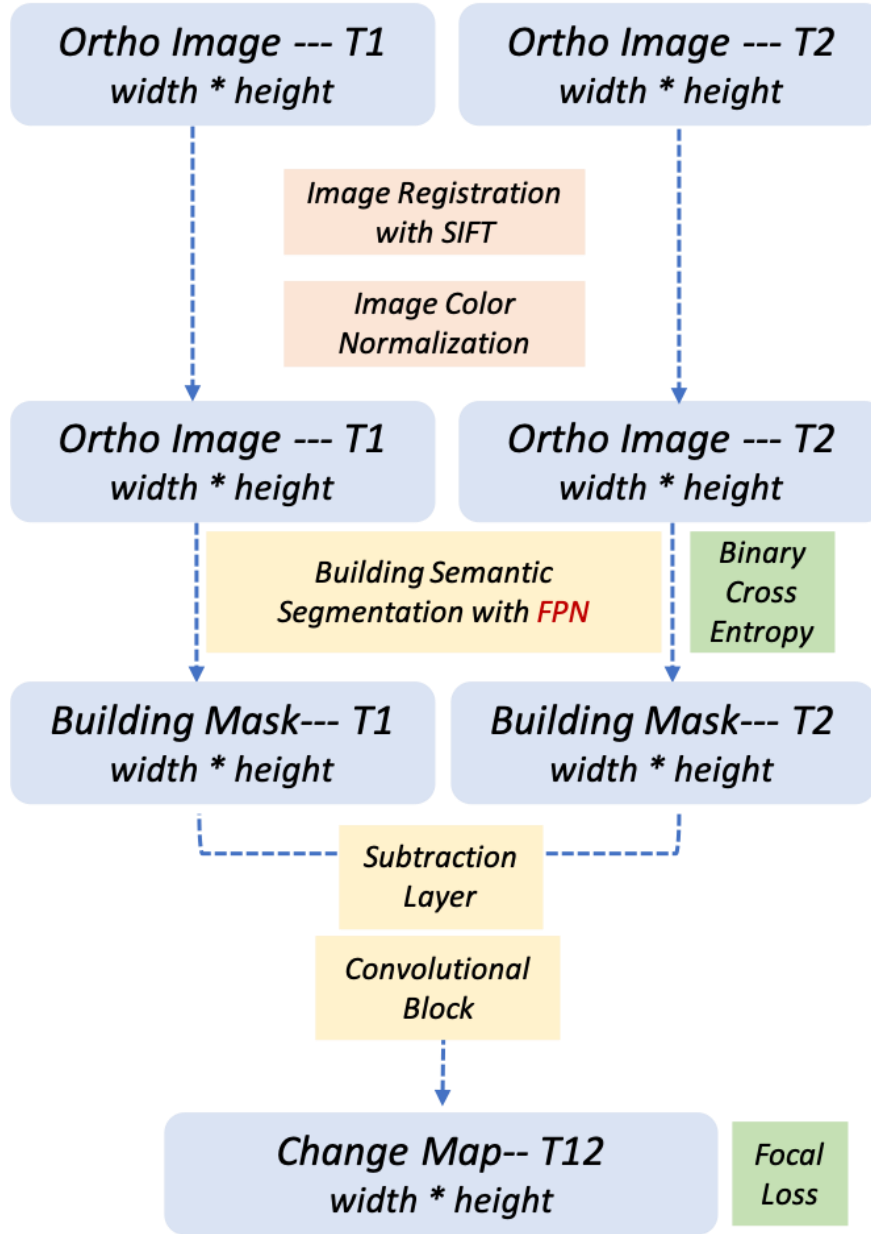 Ortho Image --- T1
width * height
Ortho Image --- T2
width * height
Image Registration
with SIFT
Image Color
Normalization
Ortho Image --- T1
width * height
Ortho Image --- T2
width * height
Building Semantic
Segmentation with FPN
Binary
Cross
Entropy
Building Mask--- T1
width * height
Building Mask--- T2
width * height
Subtraction
Layer
Convolutional
Block
Change Map-- T12
width * height
Focal
Loss